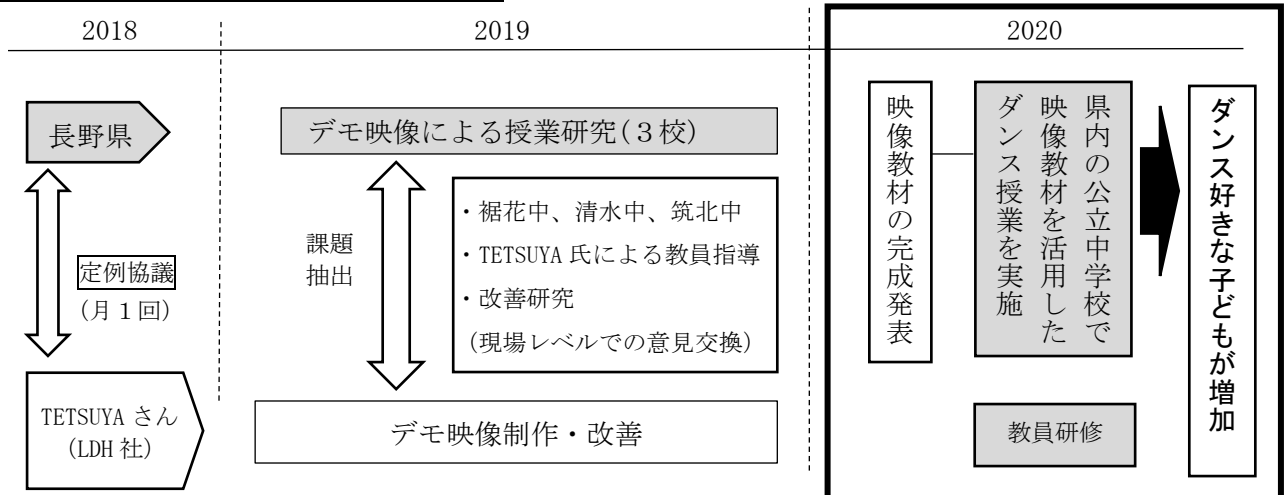 2018
2019
2020
長野県
定例協議
(月１回)
TETSUYA さん
(LDH 社)
デモ映像による授業研究(３校)
課題
抽出
・裾花中、清水中、筑北中
・TETSUYA 氏による教員指導
・改善研究
(現場レベルでの意見交換)
デモ映像制作・改善
映像教材の完成発表
県内の公立中学校で
映像教材を活用した
ダンス授業を実施
教員研修
ダンス好きな子どもが増加